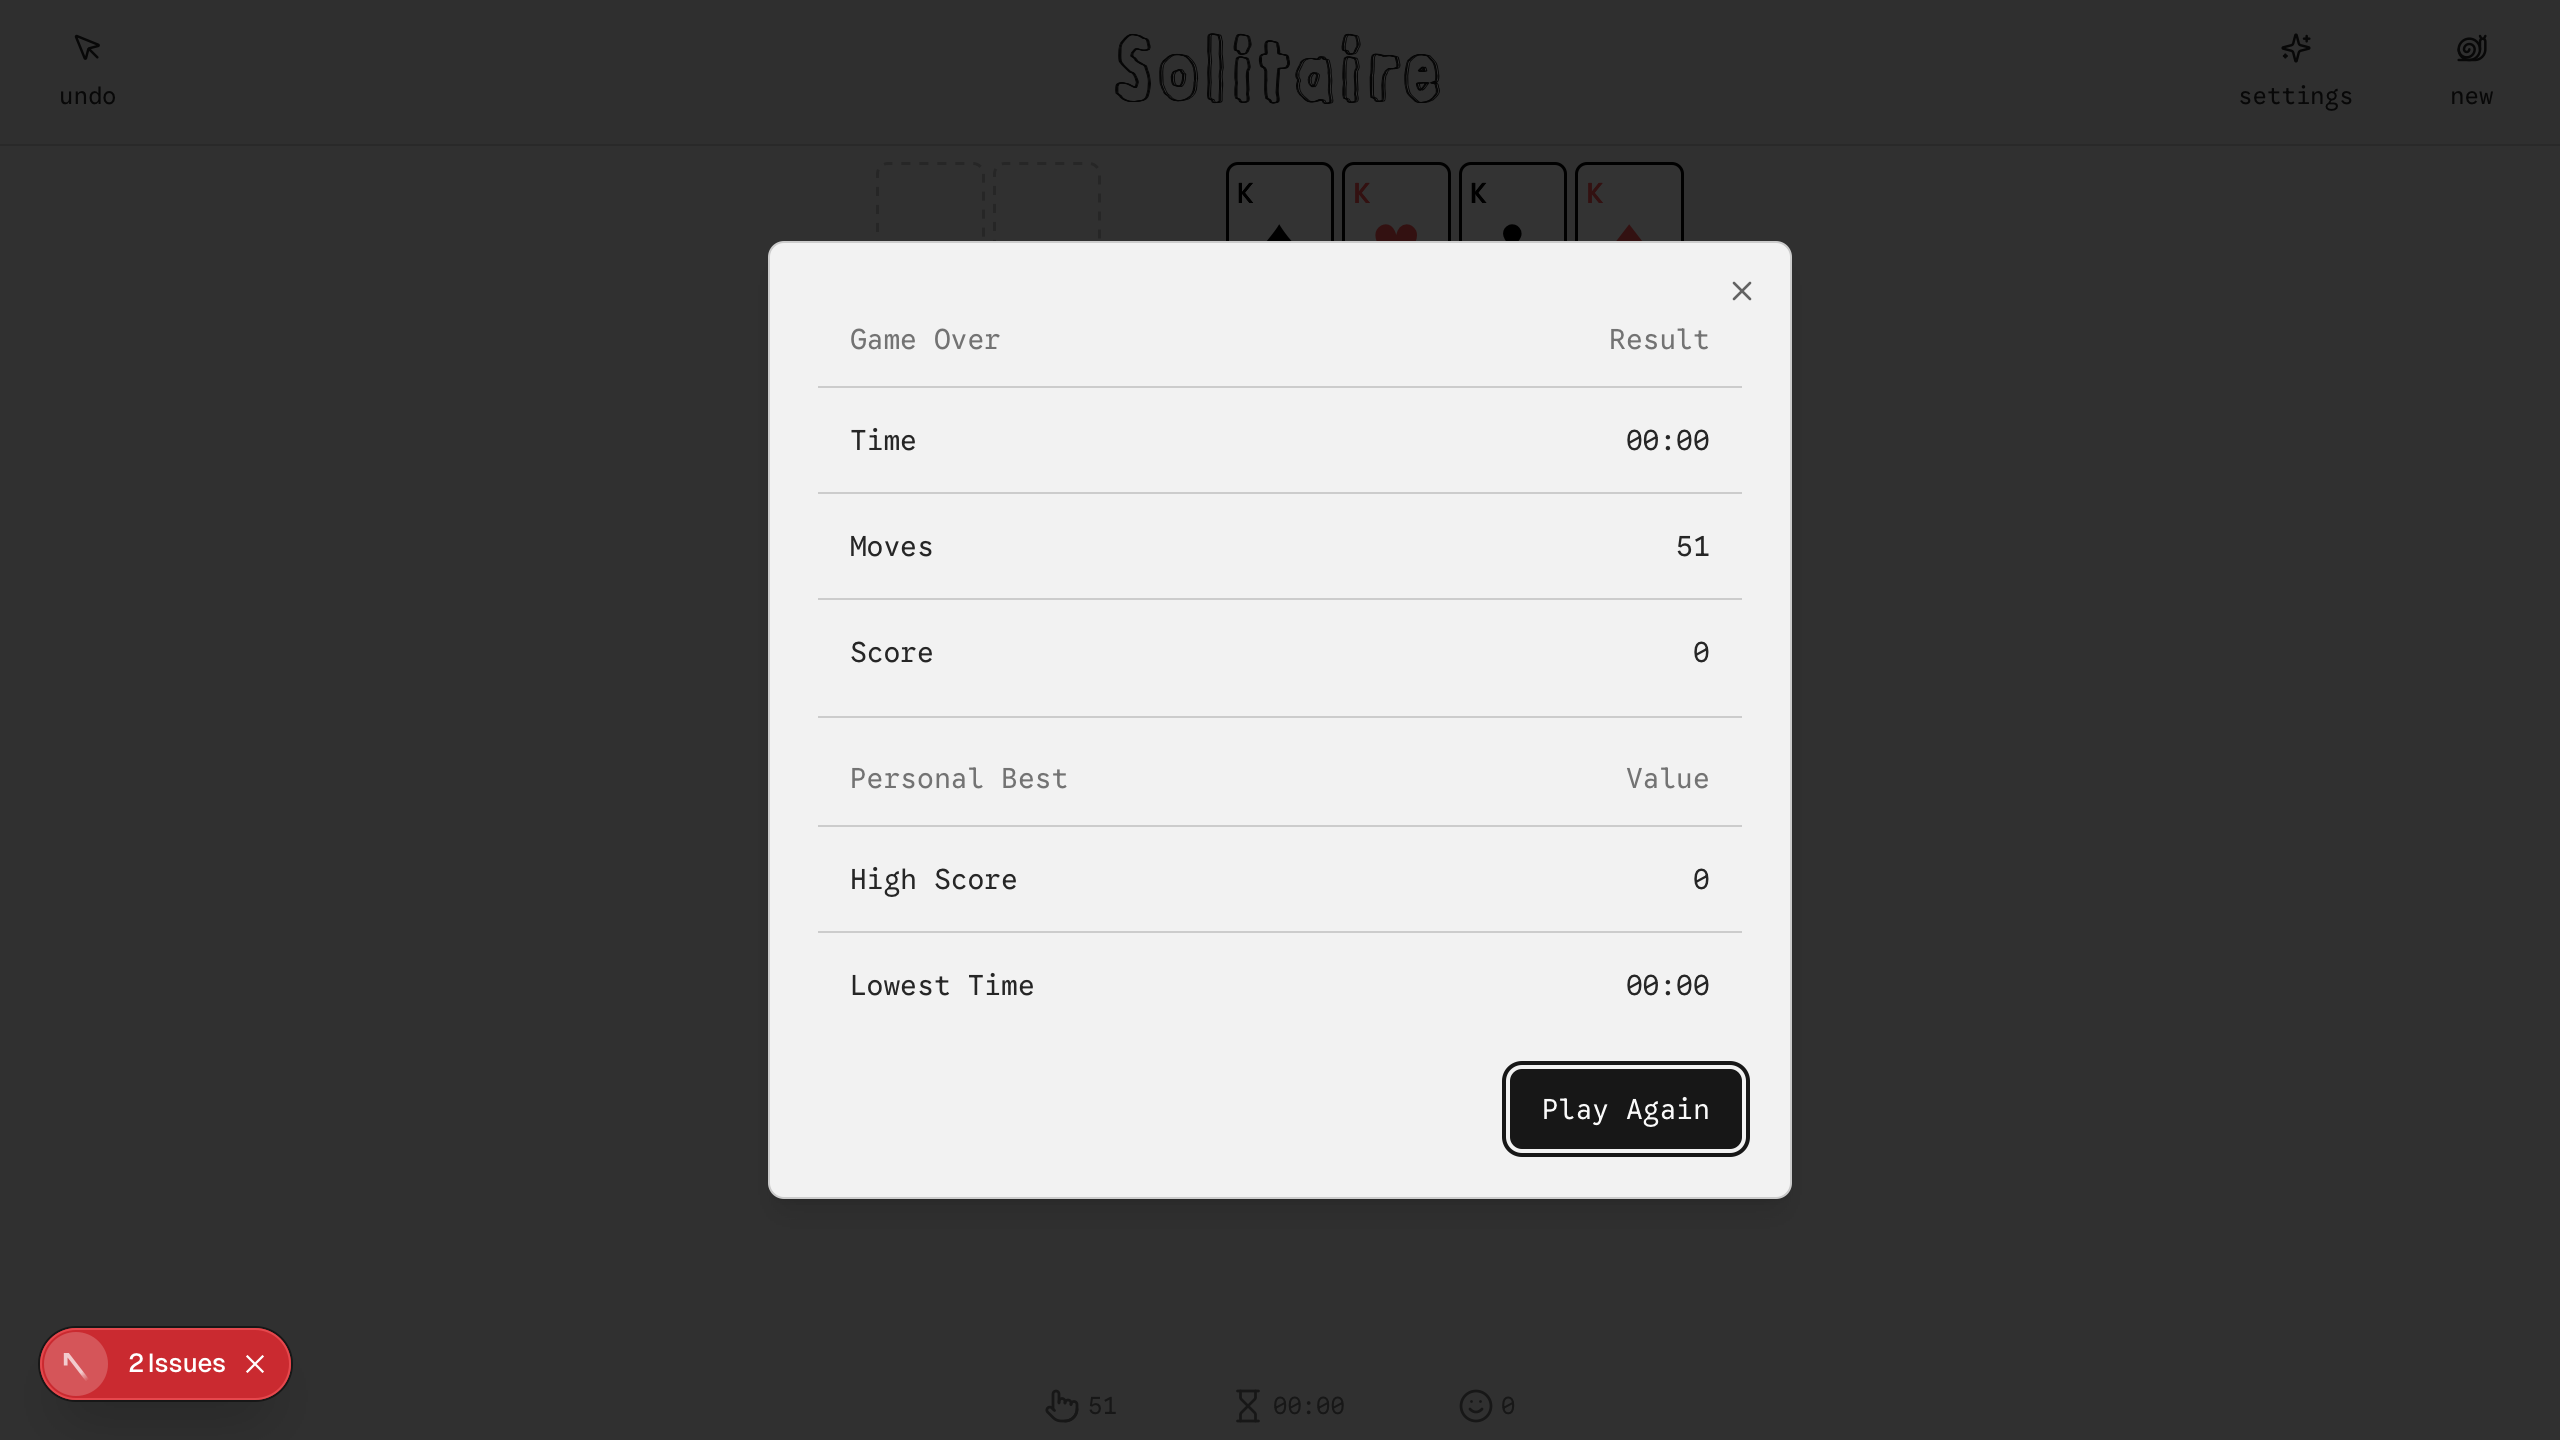 Solitaire
undo
settings
new
K K K K
Game Over Result
Time 00:00
Moves 51
Score 0
Personal Best Value
High Score 0
Lowest Time 00:00
Play Again
2 Issues
51 00:00 0